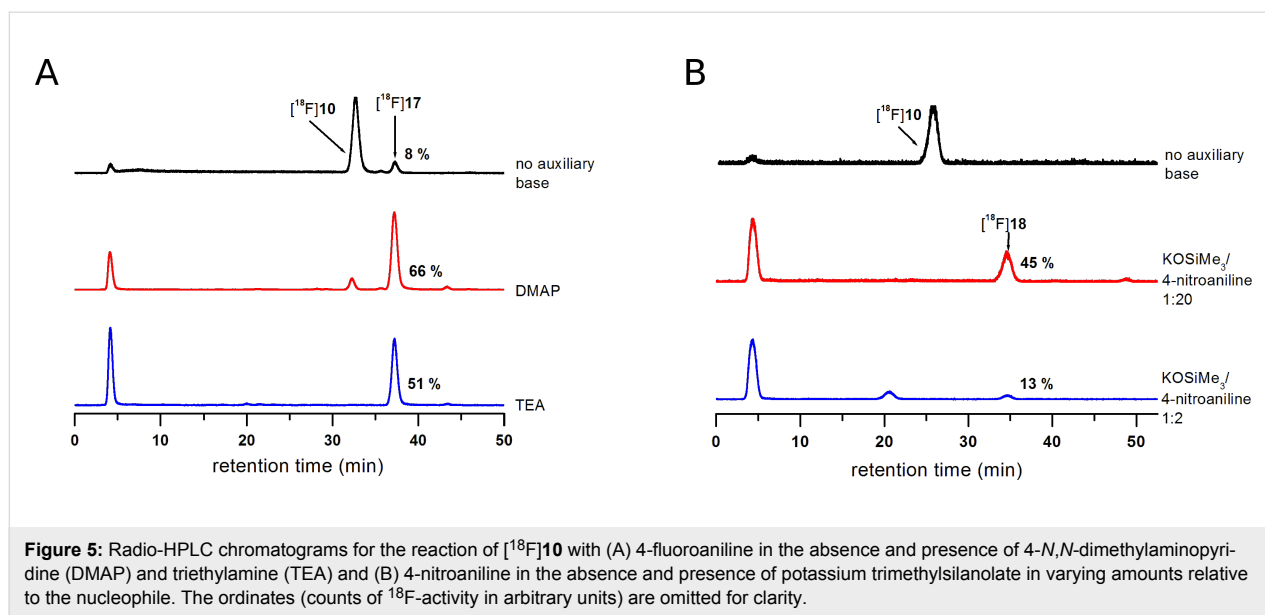 A
[¹⁸F]10
[¹⁸F]17
8 %
no auxiliary
base
66 %
DMAP
51 %
TEA
0 10 20 30 40 50
retention time (min)
B
[¹⁸F]10
no auxiliary
base
[¹⁸F]18
45 %
KOSiMe₃/
4-nitroaniline
1:20
13 %
KOSiMe₃/
4-nitroaniline
1:2
0 10 20 30 40 50
retention time (min)
Figure 5: Radio-HPLC chromatograms for the reaction of [¹⁸F]10 with (A) 4-fluoroaniline in the absence and presence of 4-N,N-dimethylaminopyri-
dine (DMAP) and triethylamine (TEA) and (B) 4-nitroaniline in the absence and presence of potassium trimethylsilanolate in varying amounts relative
to the nucleophile. The ordinates (counts of ¹⁸F-activity in arbitrary units) are omitted for clarity.